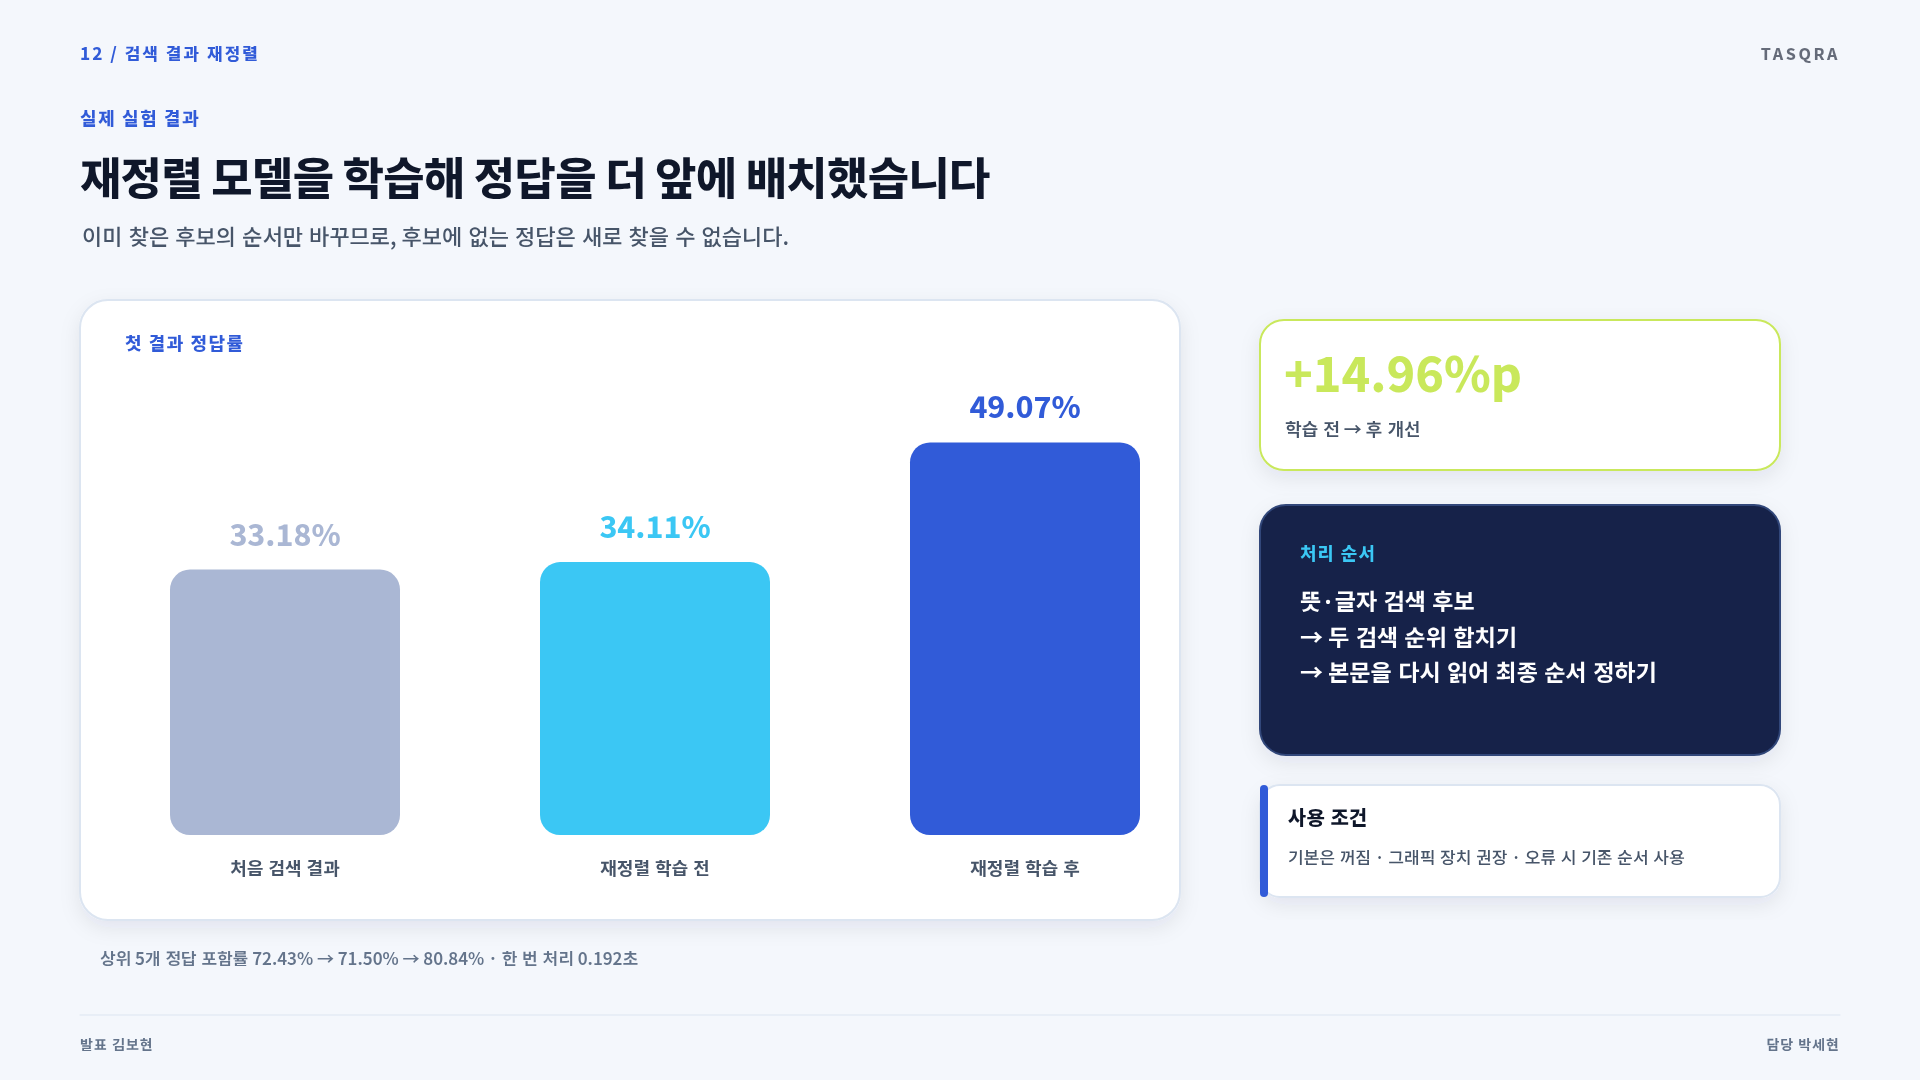 12 / 검색 결과 재정렬
TASQRA
실제 실험 결과
재정렬 모델을 학습해 정답을 더 앞에 배치했습니다
이미 찾은 후보의 순서만 바꾸므로, 후보에 없는 정답은 새로 찾을 수 없습니다.
첫 결과 정답률
33.18%
34.11%
49.07%
처음 검색 결과
재정렬 학습 전
재정렬 학습 후
+14.96%p
학습 전 → 후 개선
처리 순서
뜻·글자 검색 후보
→ 두 검색 순위 합치기
→ 본문을 다시 읽어 최종 순서 정하기
사용 조건
기본은 꺼짐 · 그래픽 장치 권장 · 오류 시 기존 순서 사용
상위 5개 정답 포함률 72.43% → 71.50% → 80.84% · 한 번 처리 0.192초
발표 김보현
담당 박세현